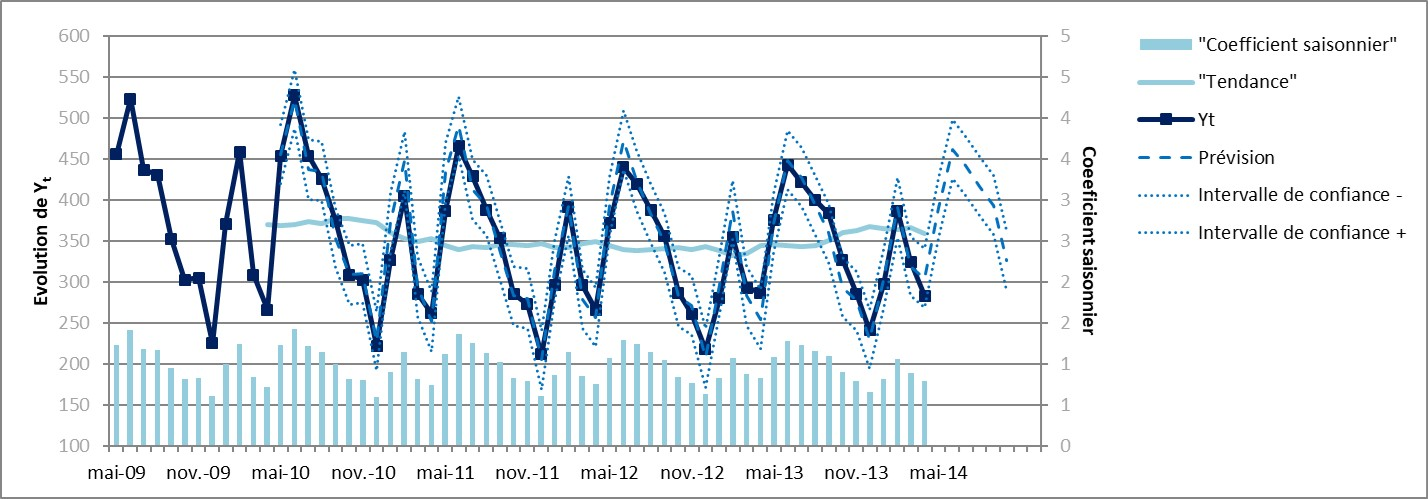 600
550
500
450
400
350
300
250
200
150
100
Evolution de Yt
5
5
4
4
3
3
2
2
1
1
0
Coeeficient saisonnier
mai-09 nov.-09 mai-10 nov.-10 mai-11 nov.-11 mai-12 nov.-12 mai-13 nov.-13 mai-14
"Coefficient saisonnier"
"Tendance"
Yt
Prévision
Intervalle de confiance -
Intervalle de confiance +